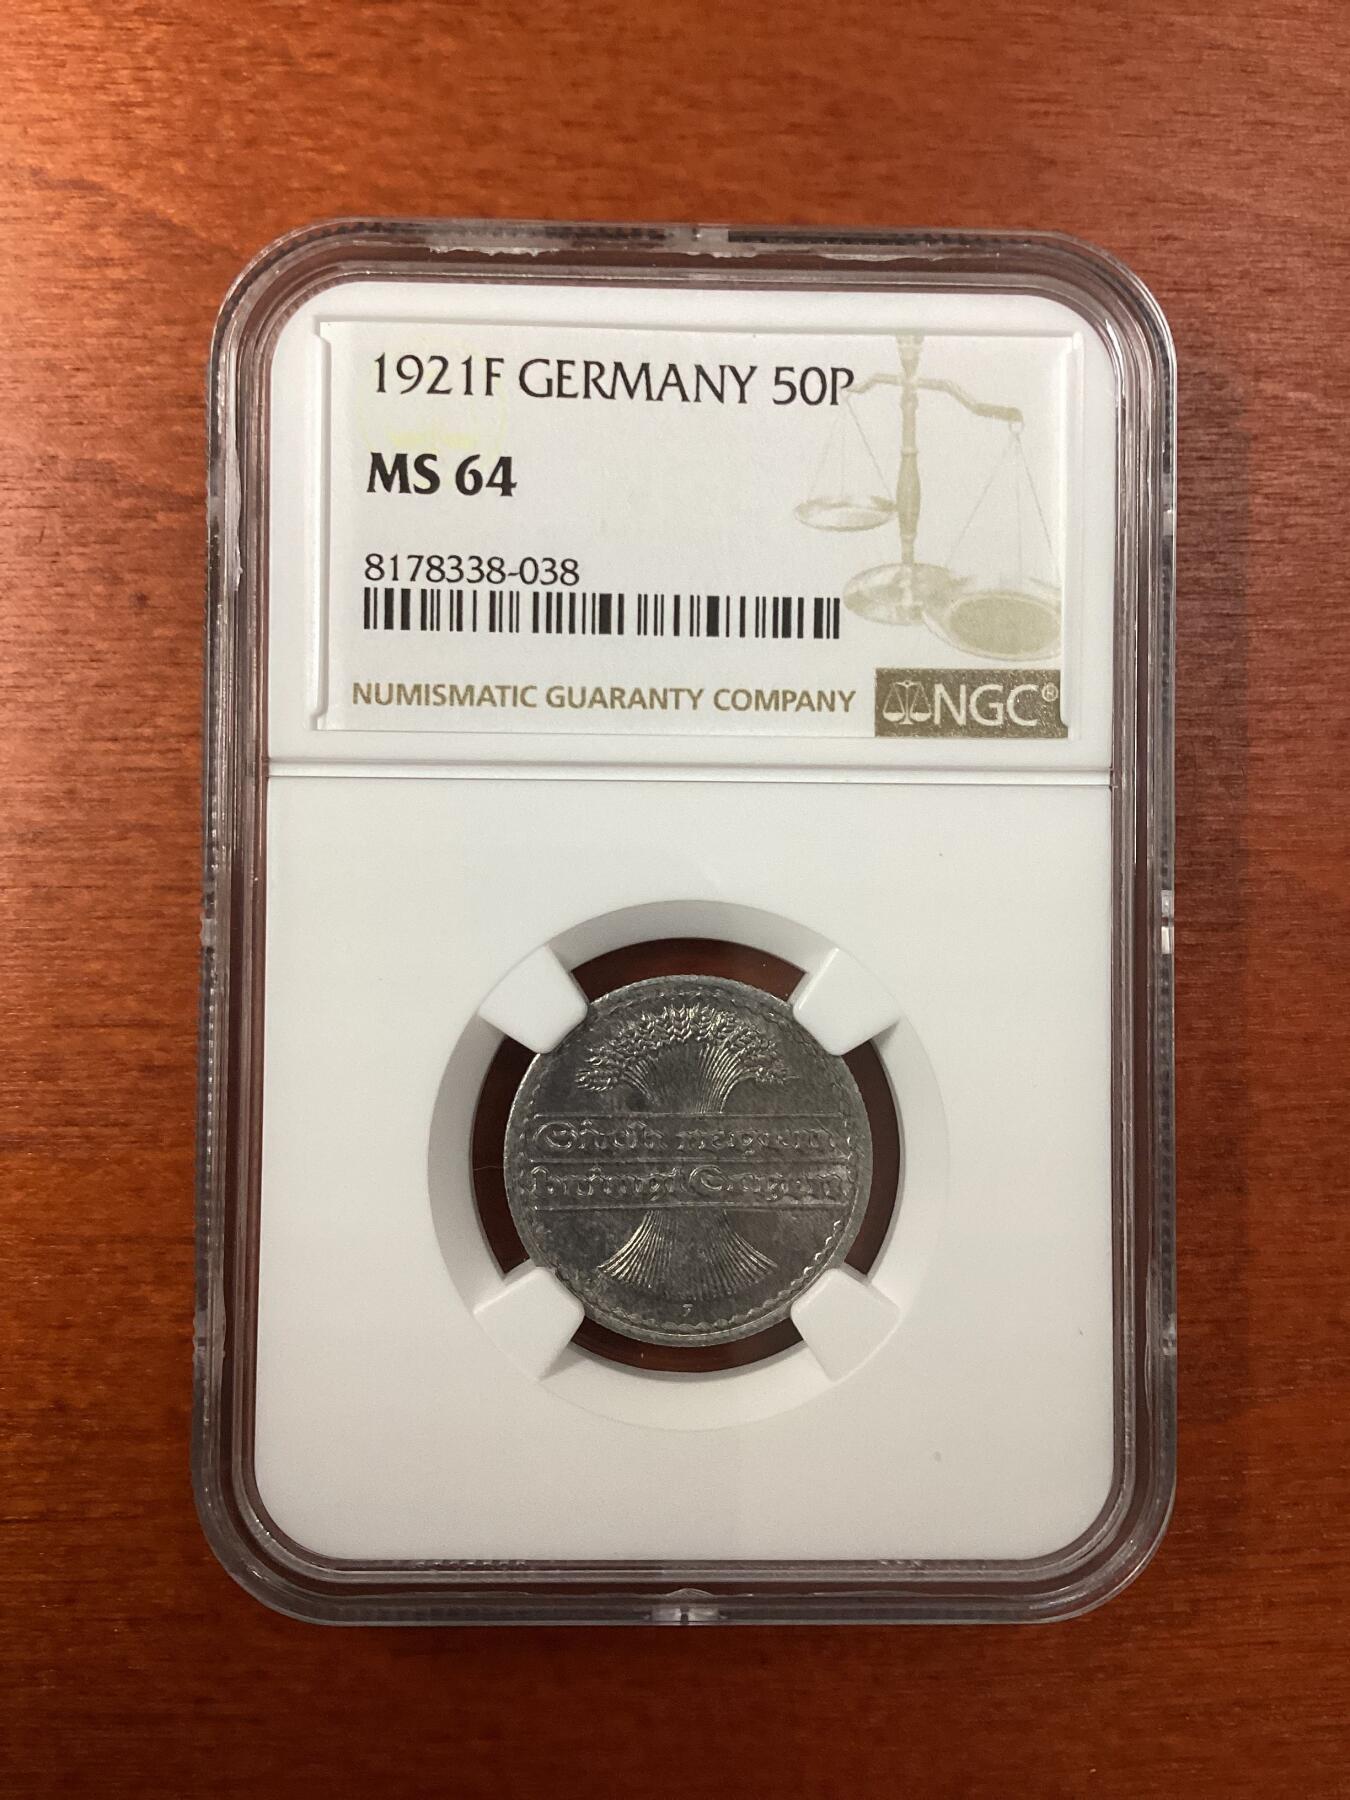 1921F GERMANY 50P
MS 64
8178338-038
NUMISMATIC GUARANTY COMPANY
NGC®
Sich regen
bringt Segen
F